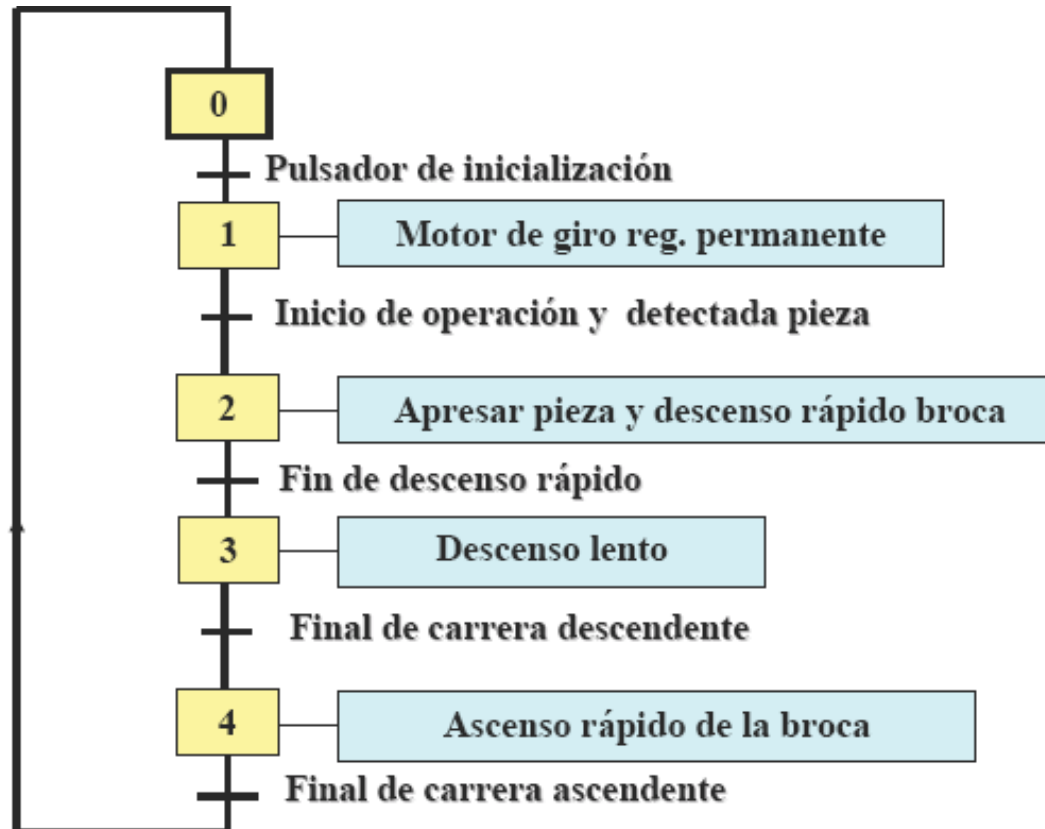 0
Pulsador de inicialización
1
Motor de giro reg. permanente
Inicio de operación y detectada pieza
2
Apresar pieza y descenso rápido broca
Fin de descenso rápido
3
Descenso lento
Final de carrera descendente
4
Ascenso rápido de la broca
Final de carrera ascendente